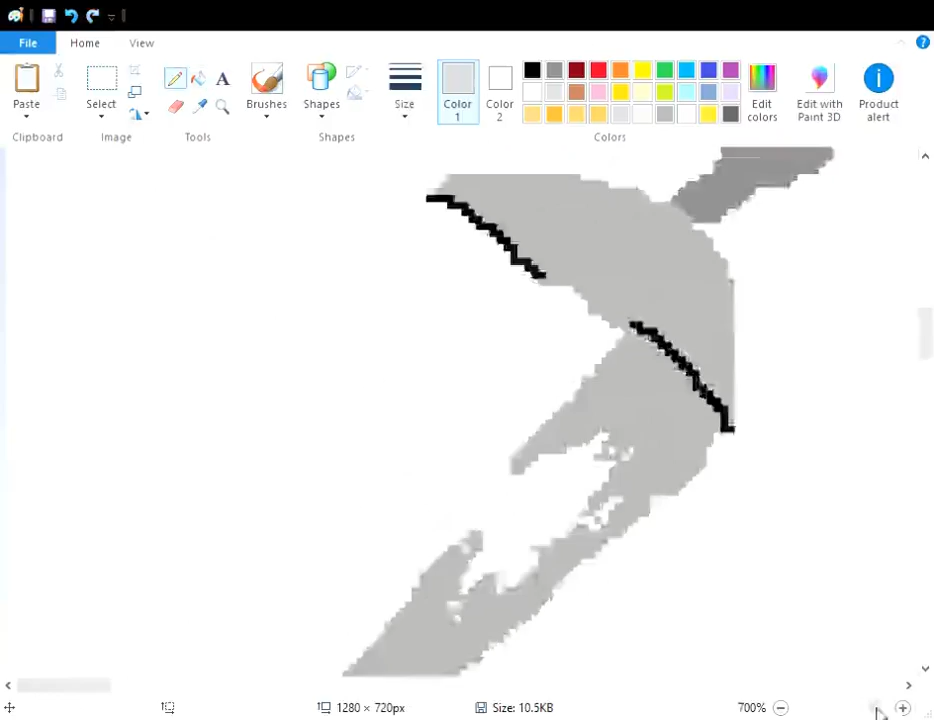 File Home View
Paste
Select
A
Brushes
Shapes
Size
Color 1
Color 2
Edit colors
Edit with Paint 3D
Product alert
Clipboard Image Tools Shapes Colors
1280 × 720px Size: 10.5KB 700%